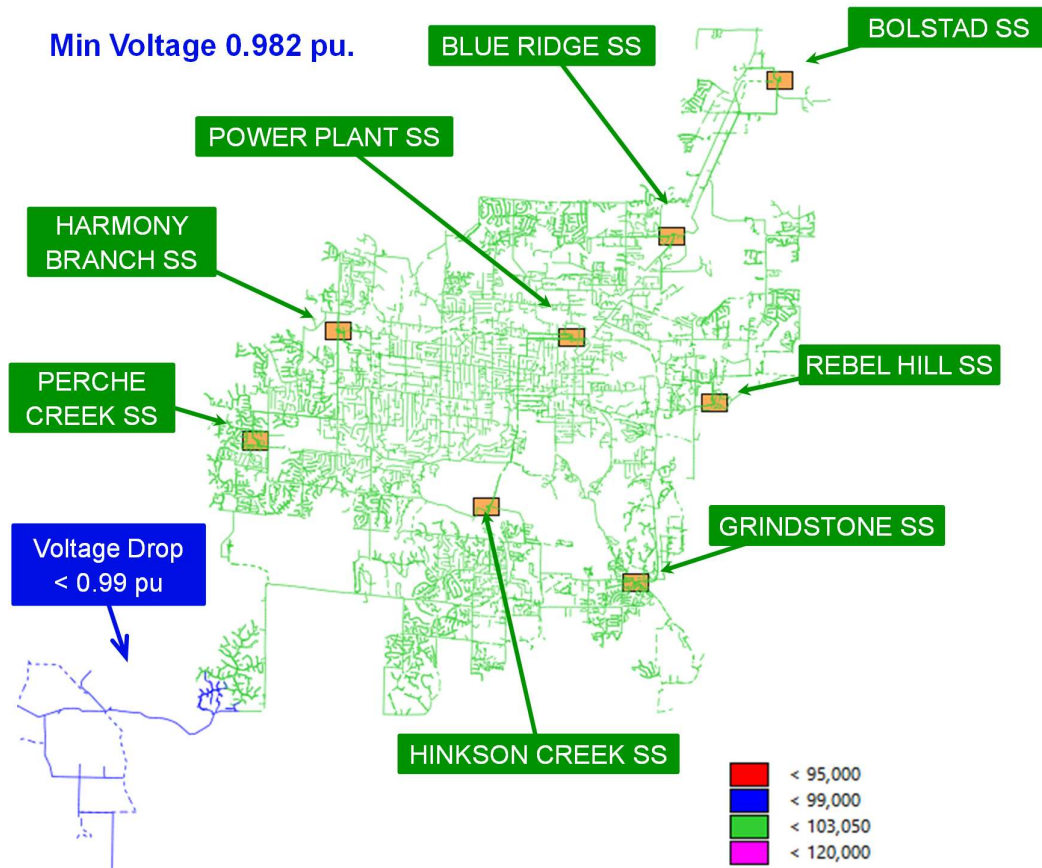 Min Voltage 0.982 pu.
BLUE RIDGE SS
BOLSTAD SS
POWER PLANT SS
HARMONY
BRANCH SS
REBEL HILL SS
PERCHE
CREEK SS
GRINDSTONE SS
Voltage Drop
< 0.99 pu
HINKSON CREEK SS
< 95,000
< 99,000
< 103,050
< 120,000